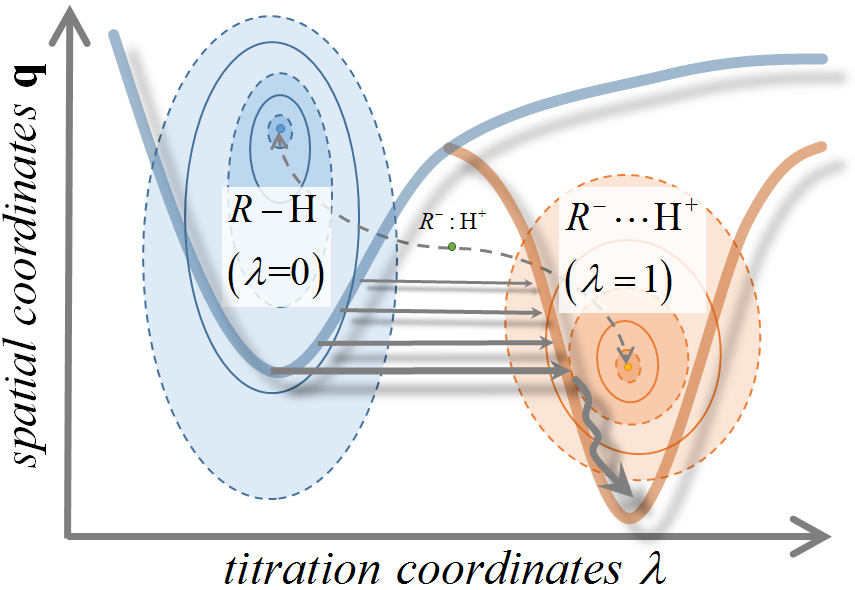 spatial coordinates q
R – H
(λ=0)
R⁻ : H⁺
R⁻ ⋯ H⁺
(λ = 1)
titration coordinates λ